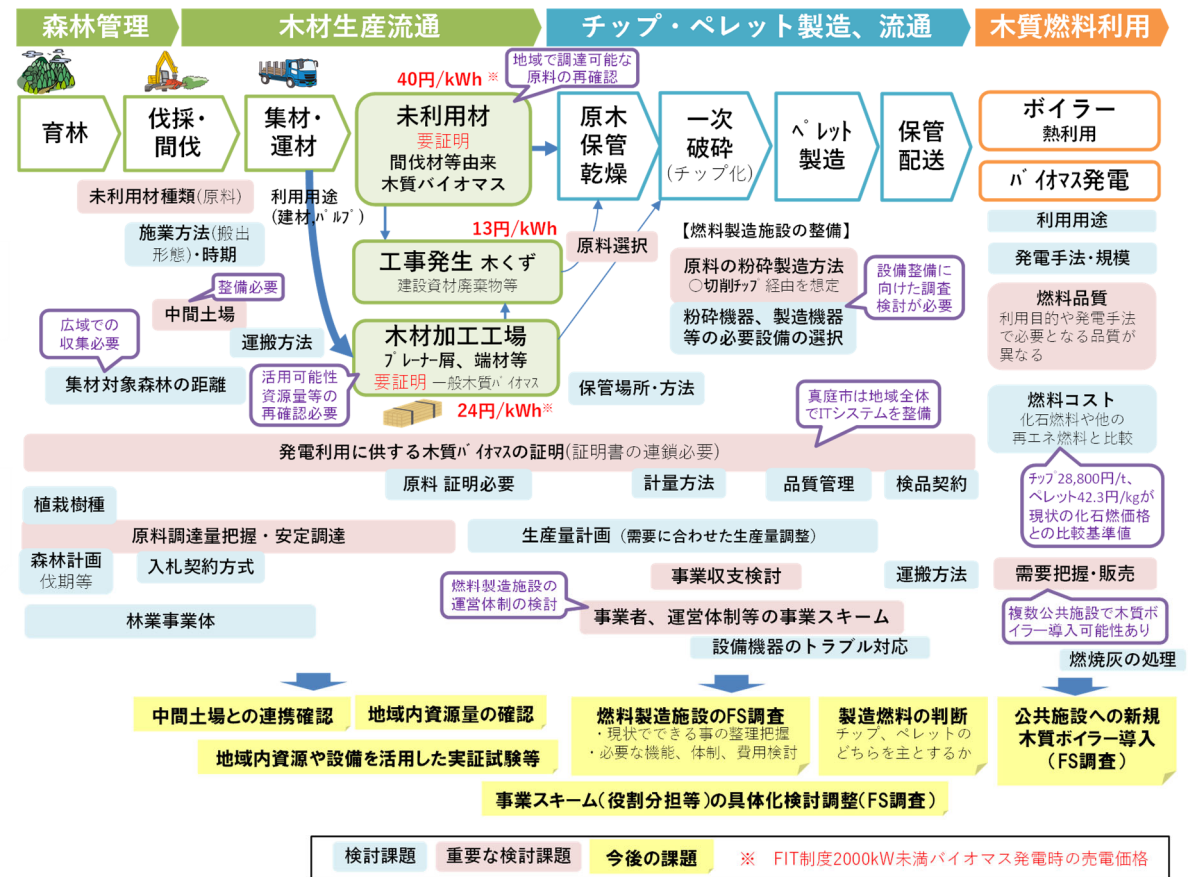 森林管理
木材生産流通
チップ・ペレット製造、流通
木質燃料利用
40円/kWh ※
地域で調達可能な
原料の再確認
育林
伐採・
間伐
集材・
運材
未利用材
要証明
間伐材等由来
木質バイオマス
原木
保管
乾燥
一次
破砕
(チップ化)
ﾍﾟﾚｯﾄ
製造
保管
配送
ボイラー
熱利用
ﾊﾞｲｵﾏｽ発電
未利用材種類(原料)
利用用途
(建材,ﾊﾟﾙﾌﾟ)
施業方法(搬出
形態)・時期
整備必要
中間土場
広域での
収集必要
運搬方法
集材対象森林の距離
活用可能性
資源量等の
再確認必要
13円/kWh
工事発生 木くず
建設資材廃棄物等
原料選択
木材加工工場
ﾌﾟﾚｰﾅｰ屑、端材等
要証明 一般木質ﾊﾞｲｵﾏｽ
24円/kWh※
【燃料製造施設の整備】
原料の粉砕製造方法
○切削ﾁｯﾌﾟ経由を想定
設備整備に
向けた調査
検討が必要
粉砕機器、製造機器
等の必要設備の選択
保管場所・方法
真庭市は地域全体
でITシステムを整備
利用用途
発電手法・規模
燃料品質
利用目的や発電手法
で必要となる品質が
異なる
燃料コスト
化石燃料や他の
再エネ燃料と比較
ﾁｯﾌﾟ28,800円/t、
ペレット42.3円/kgが
現状の化石燃価格
との比較基準値
発電利用に供する木質ﾊﾞｲｵﾏｽの証明(証明書の連鎖必要)
原料 証明必要
計量方法
品質管理
検品契約
植栽樹種
原料調達量把握・安定調達
生産量計画（需要に合わせた生産量調整）
森林計画
伐期等
入札契約方式
燃料製造施設の
運営体制の検討
事業収支検討
運搬方法
需要把握・販売
林業事業体
事業者、運営体制等の事業スキーム
複数公共施設で木質ボ
イラー導入可能性あり
設備機器のトラブル対応
燃焼灰の処理
中間土場との連携確認
地域内資源量の確認
地域内資源や設備を活用した実証試験等
燃料製造施設のFS調査
・現状でできる事の整理把握
・必要な機能、体制、費用検討
製造燃料の判断
チップ、ペレットの
どちらを主とするか
公共施設への新規
木質ボイラー導入
（FS調査）
事業スキーム(役割分担等)の具体化検討調整(FS調査)
検討課題
重要な検討課題
今後の課題
※ FIT制度2000kW未満バイオマス発電時の売電価格